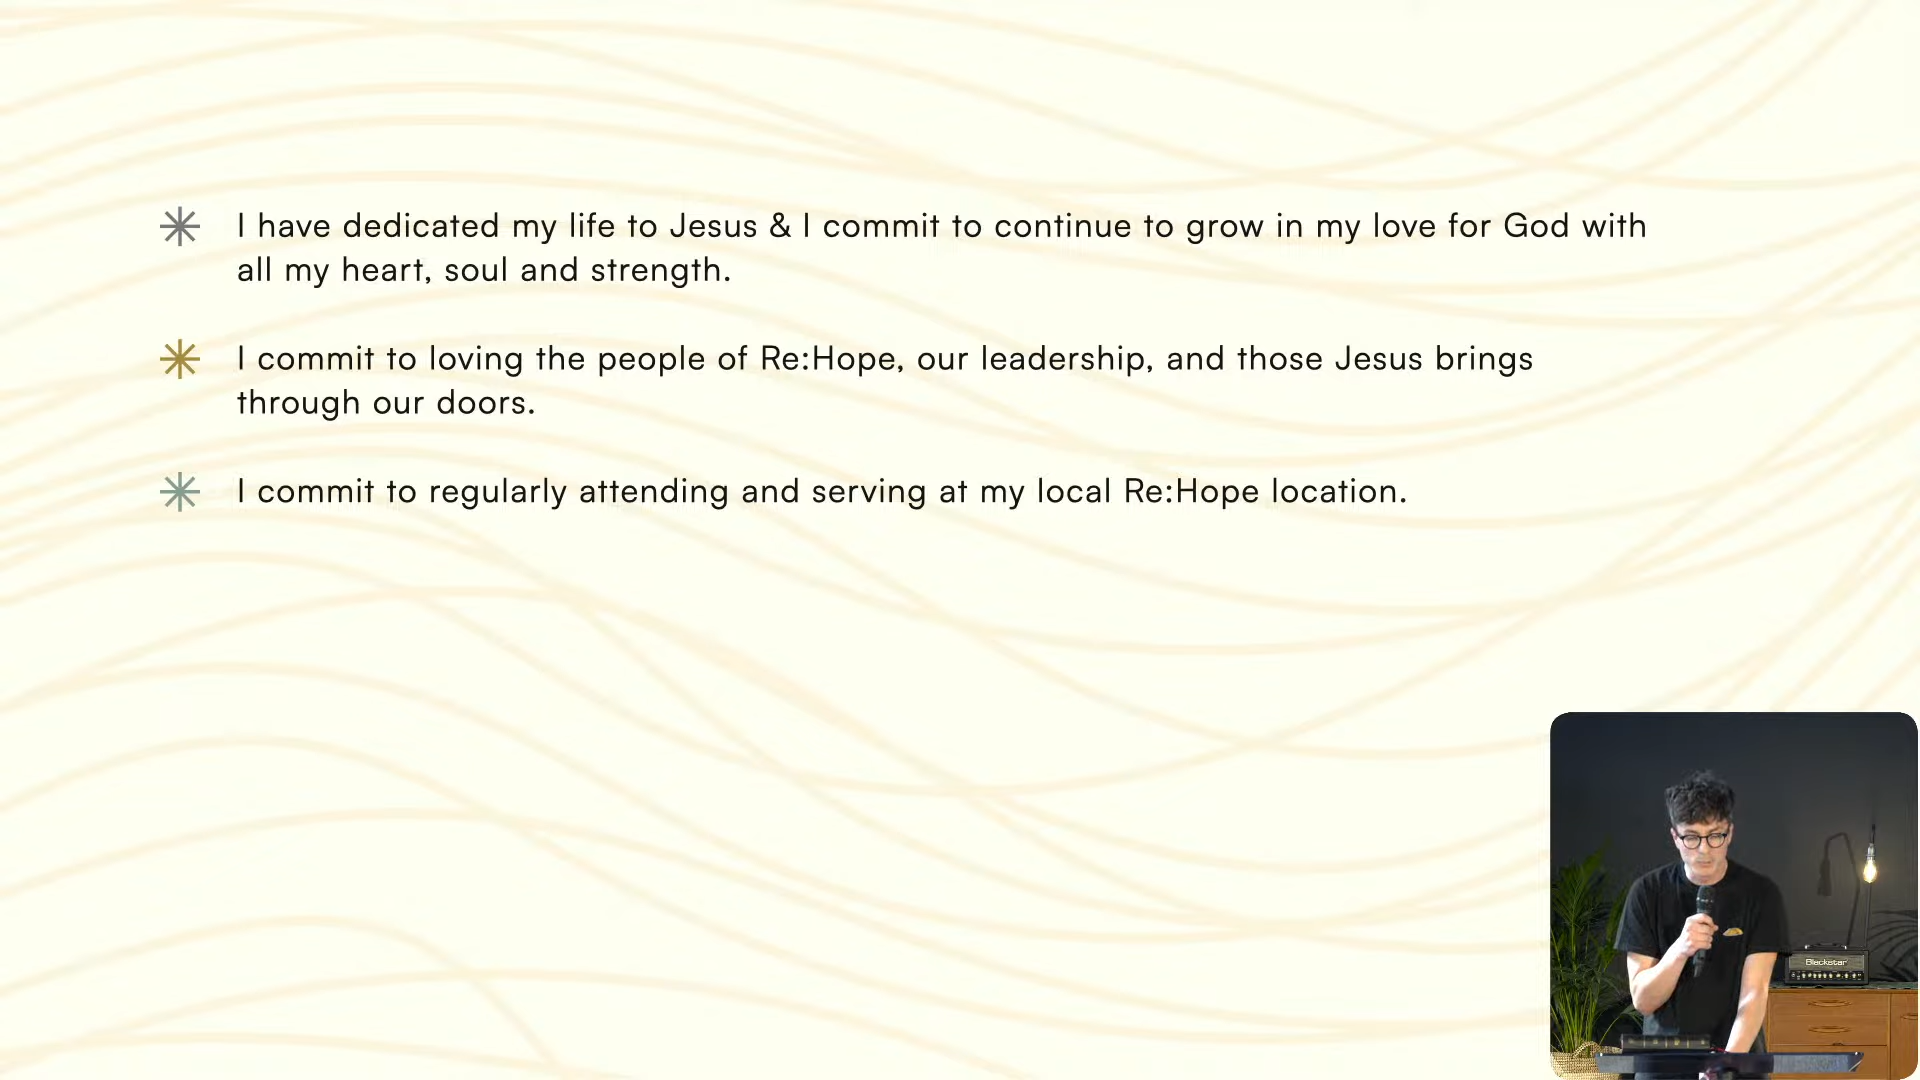 I have dedicated my life to Jesus & I commit to continue to grow in my love for God with
all my heart, soul and strength.
I commit to loving the people of Re:Hope, our leadership, and those Jesus brings
through our doors.
I commit to regularly attending and serving at my local Re:Hope location.
Blackstar